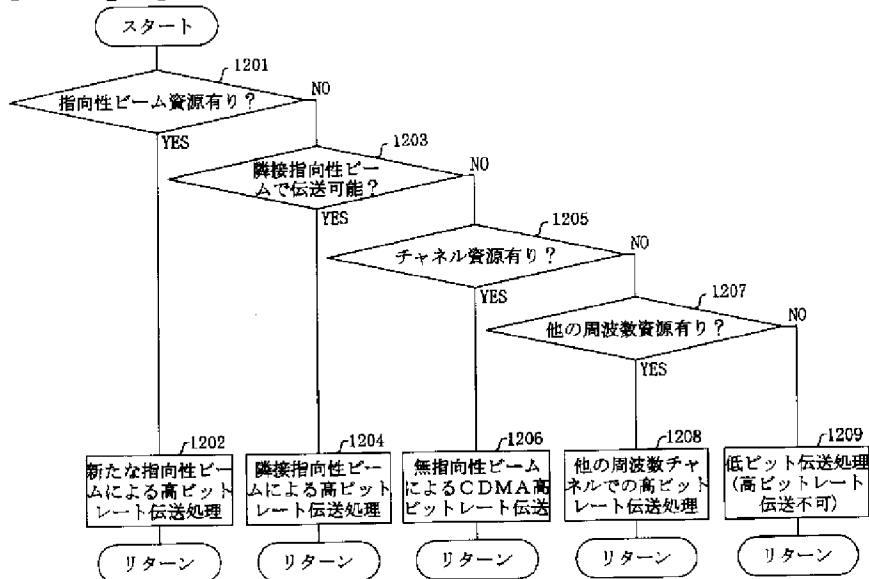 スタート
1201
指向性ビーム資源有り？
NO
YES
1203
隣接指向性ビー
ムで伝送可能？
NO
YES
1205
チャネル資源有り？
NO
YES
1207
他の周波数資源有り？
NO
YES
1202
新たな指向性ビー
ムによる高ビット
レート伝送処理
1204
隣接指向性ビー
ムによる高ビット
レート伝送処理
1206
無指向性ビーム
によるCDMA高
ビットレート伝送
1208
他の周波数チャ
ネルでの高ビット
レート伝送処理
1209
低ビット伝送処理
(高ビットレート
伝送不可)
リターン
リターン
リターン
リターン
リターン